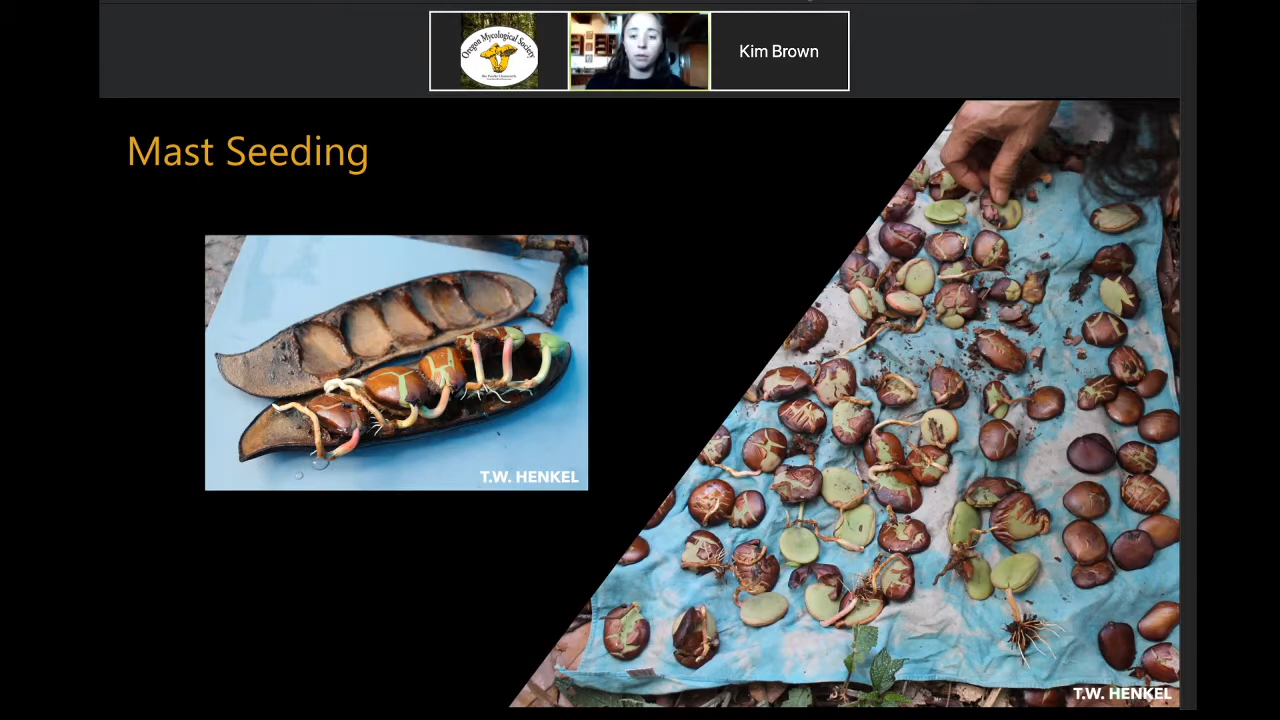 Oregon Mycological Society
Kim Brown
Mast Seeding
T.W. HENKEL
T.W. HENKEL